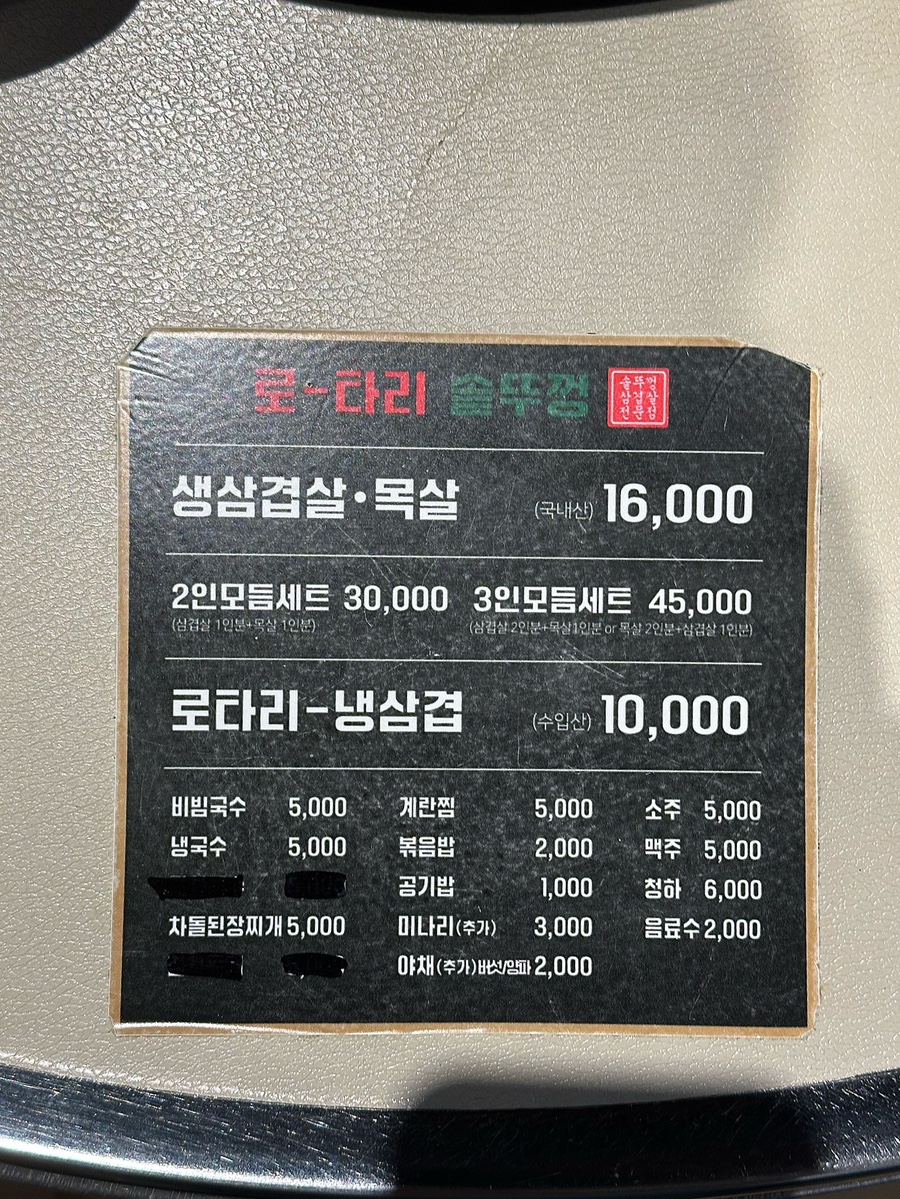 로-타리 솥뚜껑
솥뚜껑
삼겹살
전문점
생삼겹살·목살 (국내산) 16,000
2인모듬세트 30,000 3인모듬세트 45,000
(삼겹살 1인분+목살 1인분) (삼겹살 2인분+목살1인분 or 목살 2인분+삼겹살 1인분)
로타리-냉삼겹 (수입산) 10,000
비빔국수 5,000 계란찜 5,000 소주 5,000
냉국수 5,000 볶음밥 2,000 맥주 5,000
공기밥 1,000 청하 6,000
차돌된장찌개 5,000 미나리(추가) 3,000 음료수 2,000
야채(추가)버섯/양파 2,000